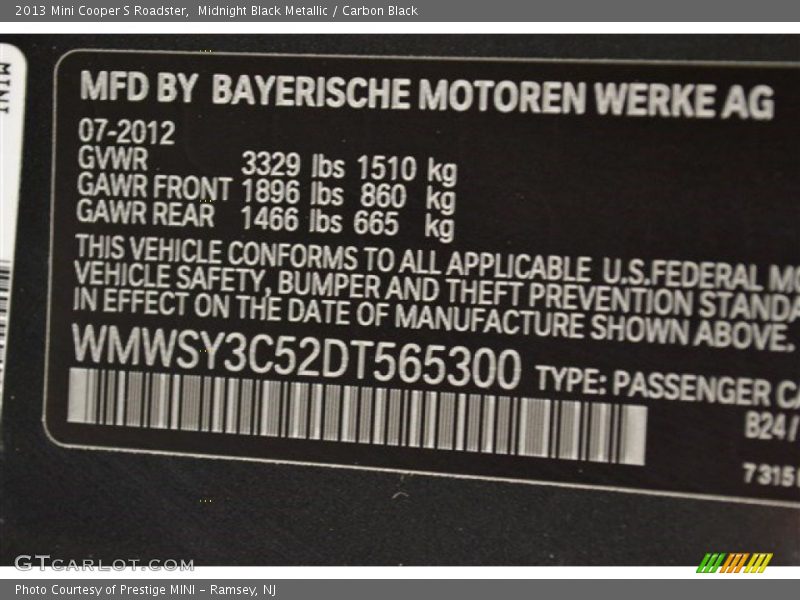 2013 Mini Cooper S Roadster,  Midnight Black Metallic / Carbon Black
MINI
MFD BY BAYERISCHE MOTOREN WERKE AG
07-2012
GVWR 3329 lbs 1510 kg
GAWR FRONT 1896 lbs 860 kg
GAWR REAR 1466 lbs 665 kg
THIS VEHICLE CONFORMS TO ALL APPLICABLE U.S.FEDERAL MO
VEHICLE SAFETY, BUMPER AND THEFT PREVENTION STANDA
IN EFFECT ON THE DATE OF MANUFACTURE SHOWN ABOVE.
WMWSY3C52DT565300 TYPE: PASSENGER CA
B24/
7315
GTCARLOT.COM
Photo Courtesy of Prestige MINI - Ramsey, NJ